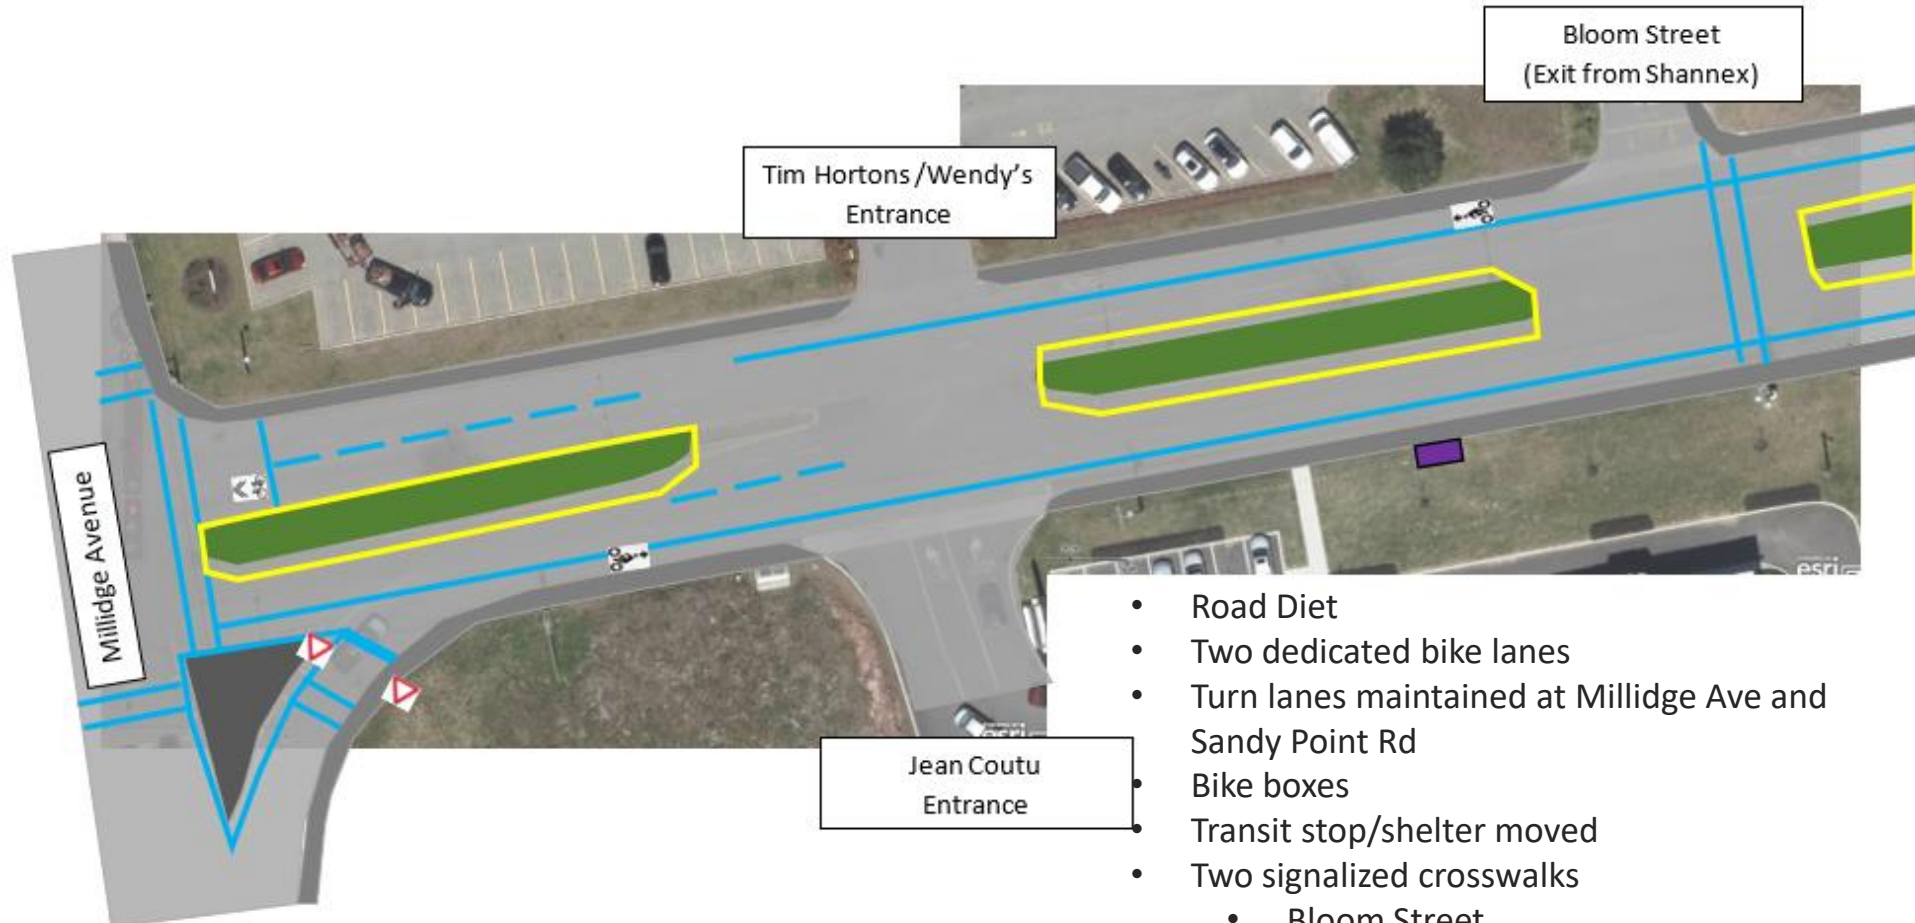 Bloom Street
(Exit from Shannex)
Tim Hortons/Wendy's
Entrance
Millidge Avenue
esri
esri
Jean Coutu
Entrance
• Road Diet
• Two dedicated bike lanes
• Turn lanes maintained at Millidge Ave and
Sandy Point Rd
• Bike boxes
• Transit stop/shelter moved
• Two signalized crosswalks
• Bloom Street